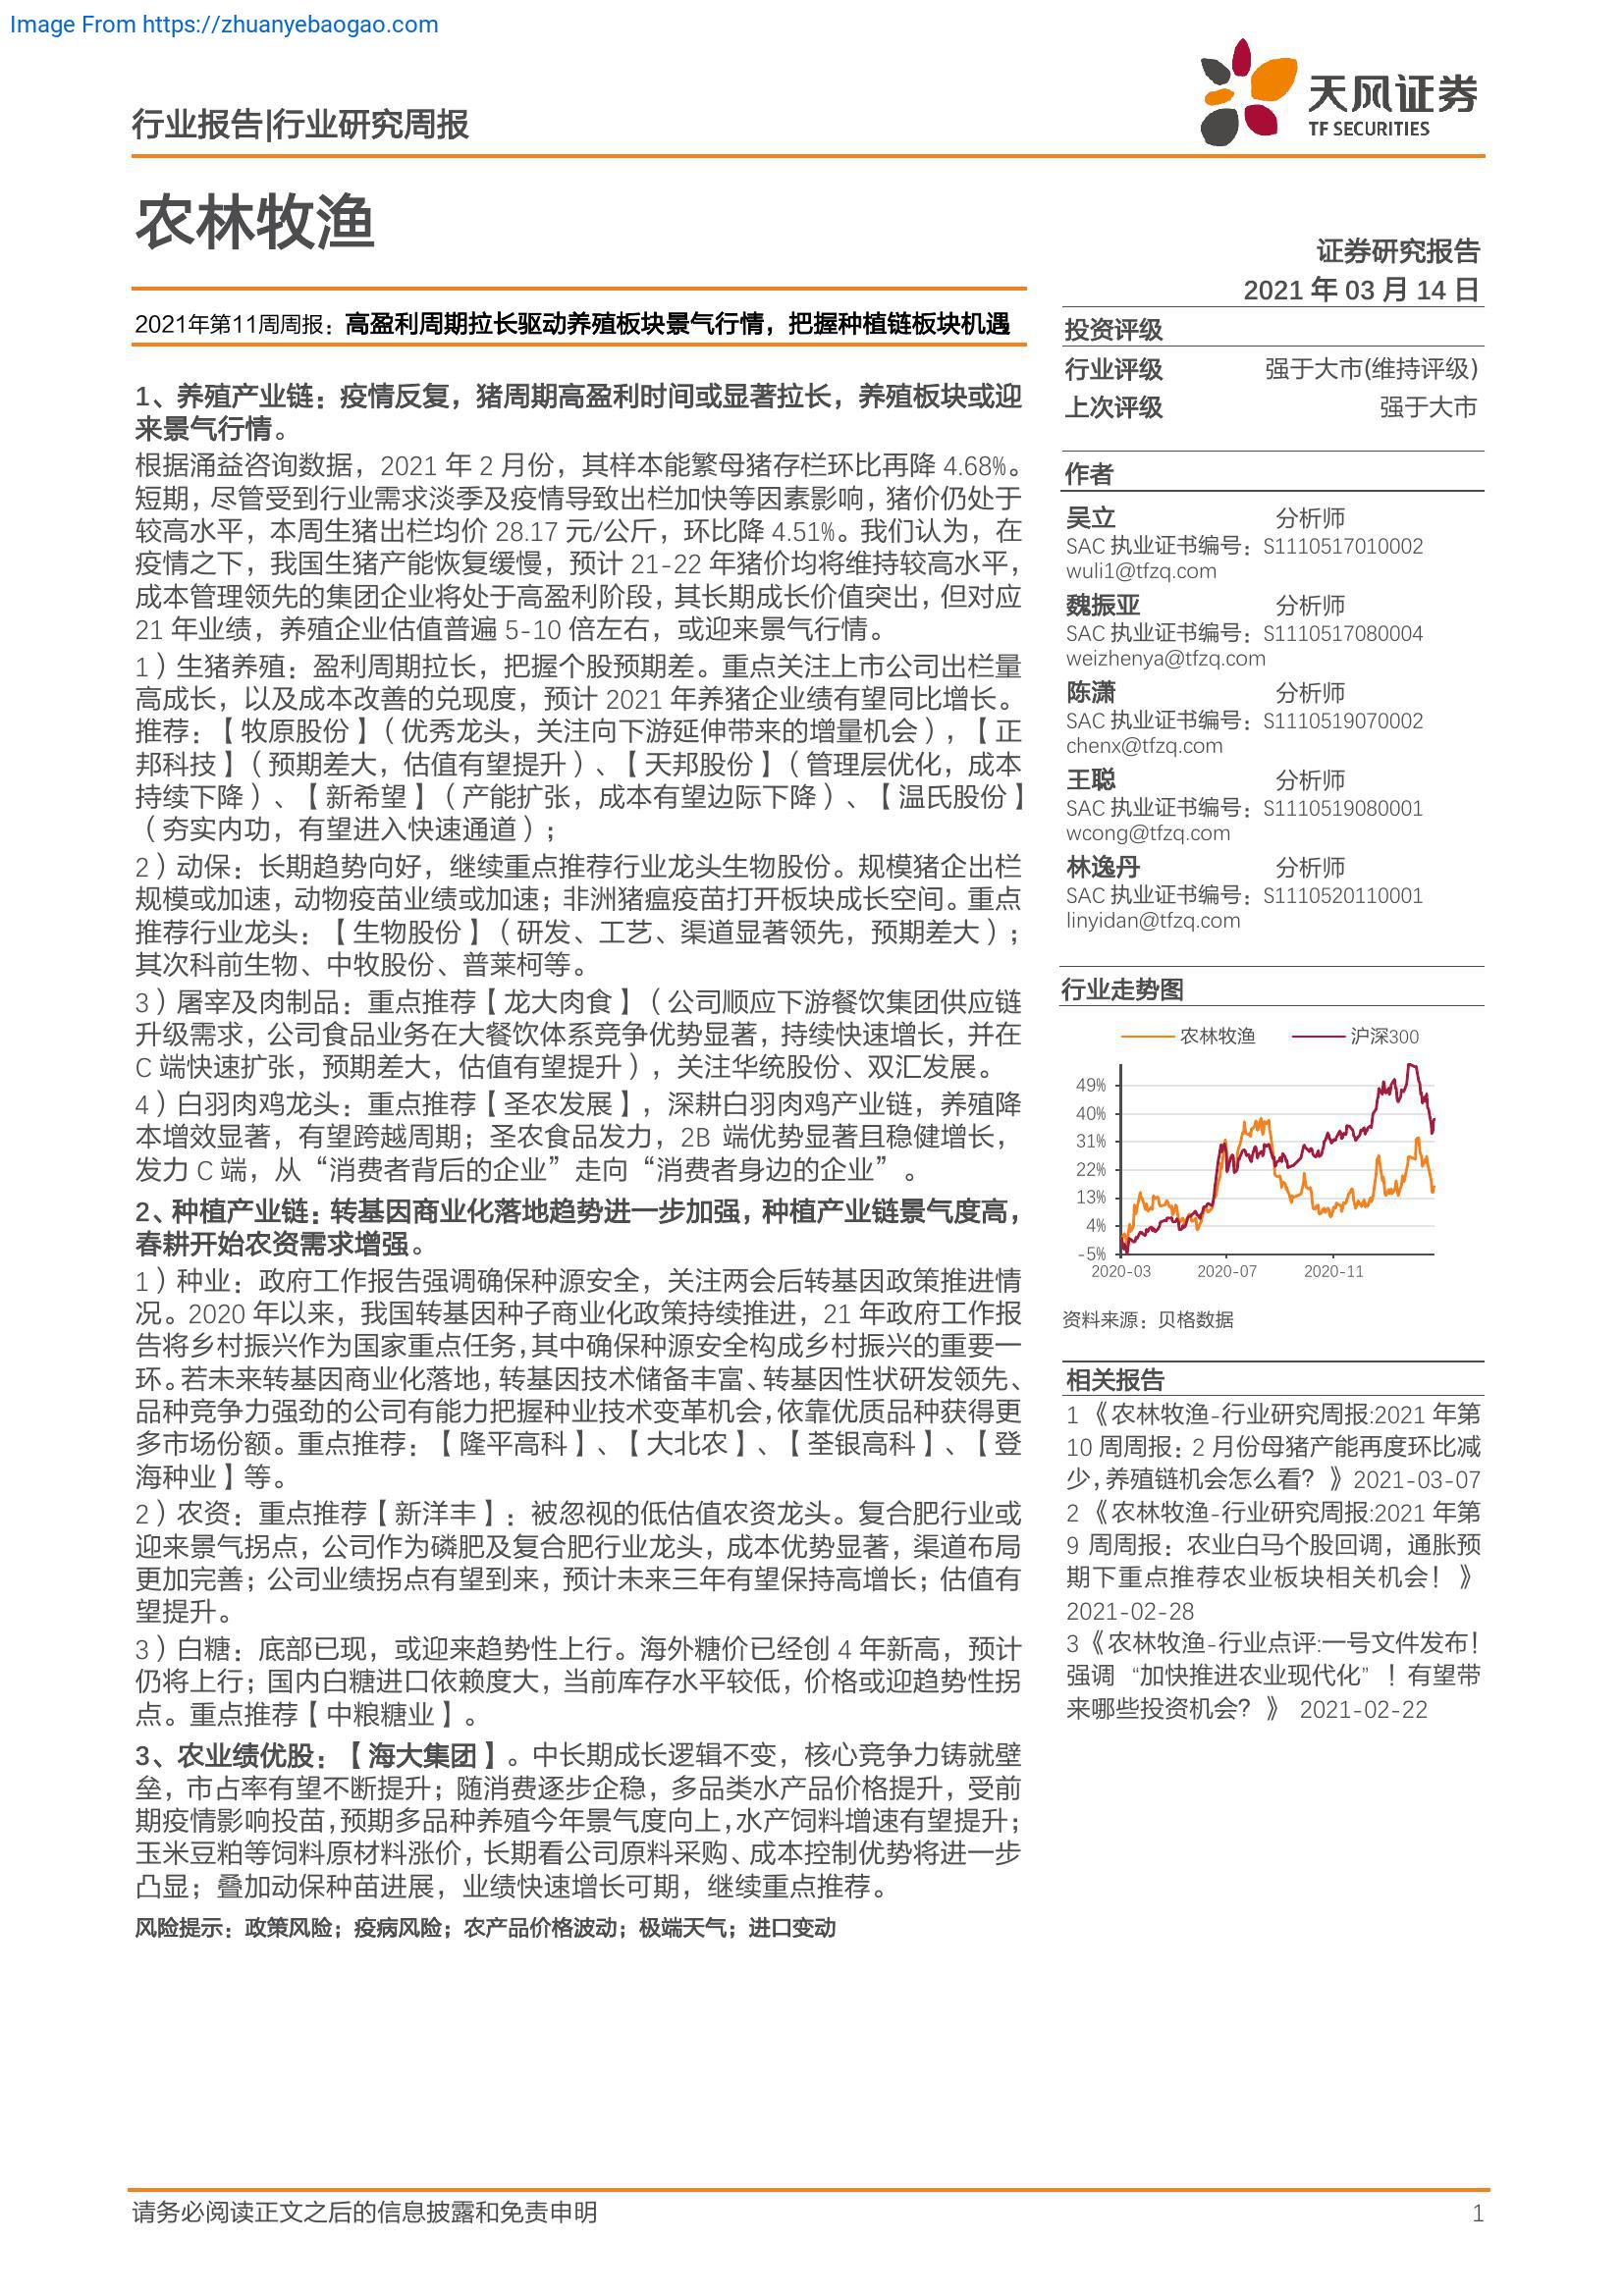 Image From https://zhuanyebaogao.com
行业报告|行业研究周报
天风证券
TF SECURITIES
农林牧渔
证券研究报告
2021 年 03 月 14 日
2021年第11周周报：高盈利周期拉长驱动养殖板块景气行情，把握种植链板块机遇
1、养殖产业链：疫情反复，猪周期高盈利时间或显著拉长，养殖板块或迎
来景气行情。
根据涌益咨询数据，2021 年 2 月份，其样本能繁母猪存栏环比再降 4.68%。
短期，尽管受到行业需求淡季及疫情导致出栏加快等因素影响，猪价仍处于
较高水平，本周生猪出栏均价 28.17 元/公斤，环比降 4.51%。我们认为，在
疫情之下，我国生猪产能恢复缓慢，预计 21-22 年猪价均将维持较高水平，
成本管理领先的集团企业将处于高盈利阶段，其长期成长价值突出，但对应
21 年业绩，养殖企业估值普遍 5-10 倍左右，或迎来景气行情。
1）生猪养殖：盈利周期拉长，把握个股预期差。重点关注上市公司出栏量
高成长，以及成本改善的兑现度，预计 2021 年养猪企业绩有望同比增长。
推荐：【牧原股份】（优秀龙头，关注向下游延伸带来的增量机会），【正
邦科技】（预期差大，估值有望提升）、【天邦股份】（管理层优化，成本
持续下降）、【新希望】（产能扩张，成本有望边际下降）、【温氏股份】
（夯实内功，有望进入快速通道）；
2）动保：长期趋势向好，继续重点推荐行业龙头生物股份。规模猪企出栏
规模或加速，动物疫苗业绩或加速；非洲猪瘟疫苗打开板块成长空间。重点
推荐行业龙头：【生物股份】（研发、工艺、渠道显著领先，预期差大）；
其次科前生物、中牧股份、普莱柯等。
3）屠宰及肉制品：重点推荐【龙大肉食】（公司顺应下游餐饮集团供应链
升级需求，公司食品业务在大餐饮体系竞争优势显著，持续快速增长，并在
C 端快速扩张，预期差大，估值有望提升），关注华统股份、双汇发展。
4）白羽肉鸡龙头：重点推荐【圣农发展】，深耕白羽肉鸡产业链，养殖降
本增效显著，有望跨越周期；圣农食品发力，2B 端优势显著且稳健增长，
发力 C 端，从“消费者背后的企业”走向“消费者身边的企业”。
2、种植产业链：转基因商业化落地趋势进一步加强，种植产业链景气度高，
春耕开始农资需求增强。
1）种业：政府工作报告强调确保种源安全，关注两会后转基因政策推进情
况。2020 年以来，我国转基因种子商业化政策持续推进，21 年政府工作报
告将乡村振兴作为国家重点任务，其中确保种源安全构成乡村振兴的重要一
环。若未来转基因商业化落地，转基因技术储备丰富、转基因性状研发领先、
品种竞争力强劲的公司有能力把握种业技术变革机会，依靠优质品种获得更
多市场份额。重点推荐：【隆平高科】、【大北农】、【荃银高科】、【登
海种业】等。
2）农资：重点推荐【新洋丰】：被忽视的低估值农资龙头。复合肥行业或
迎来景气拐点，公司作为磷肥及复合肥行业龙头，成本优势显著，渠道布局
更加完善；公司业绩拐点有望到来，预计未来三年有望保持高增长；估值有
望提升。
3）白糖：底部已现，或迎来趋势性上行。海外糖价已经创 4 年新高，预计
仍将上行；国内白糖进口依赖度大，当前库存水平较低，价格或迎趋势性拐
点。重点推荐【中粮糖业】。
3、农业绩优股：【海大集团】。中长期成长逻辑不变，核心竞争力铸就壁
垒，市占率有望不断提升；随消费逐步企稳，多品类水产品价格提升，受前
期疫情影响投苗，预期多品种养殖今年景气度向上，水产饲料增速有望提升；
玉米豆粕等饲料原材料涨价，长期看公司原料采购、成本控制优势将进一步
凸显；叠加动保种苗进展，业绩快速增长可期，继续重点推荐。
风险提示：政策风险；疫病风险；农产品价格波动；极端天气；进口变动
投资评级
行业评级 强于大市(维持评级)
上次评级 强于大市
作者
吴立 分析师
SAC 执业证书编号：S1110517010002
wuli1@tfzq.com
魏振亚 分析师
SAC 执业证书编号：S1110517080004
weizhenya@tfzq.com
陈潇 分析师
SAC 执业证书编号：S1110519070002
chenx@tfzq.com
王聪 分析师
SAC 执业证书编号：S1110519080001
wcong@tfzq.com
林逸丹 分析师
SAC 执业证书编号：S1110520110001
linyidan@tfzq.com
行业走势图
农林牧渔 沪深300
49%
40%
31%
22%
13%
4%
-5%
2020-03 2020-07 2020-11
资料来源：贝格数据
相关报告
1 《农林牧渔-行业研究周报:2021 年第
10 周周报：2 月份母猪产能再度环比减
少，养殖链机会怎么看？》2021-03-07
2 《农林牧渔-行业研究周报:2021 年第
9 周周报：农业白马个股回调，通胀预
期下重点推荐农业板块相关机会！》
2021-02-28
3 《农林牧渔-行业点评:一号文件发布！
强调“加快推进农业现代化”！有望带
来哪些投资机会？》 2021-02-22
请务必阅读正文之后的信息披露和免责申明 1